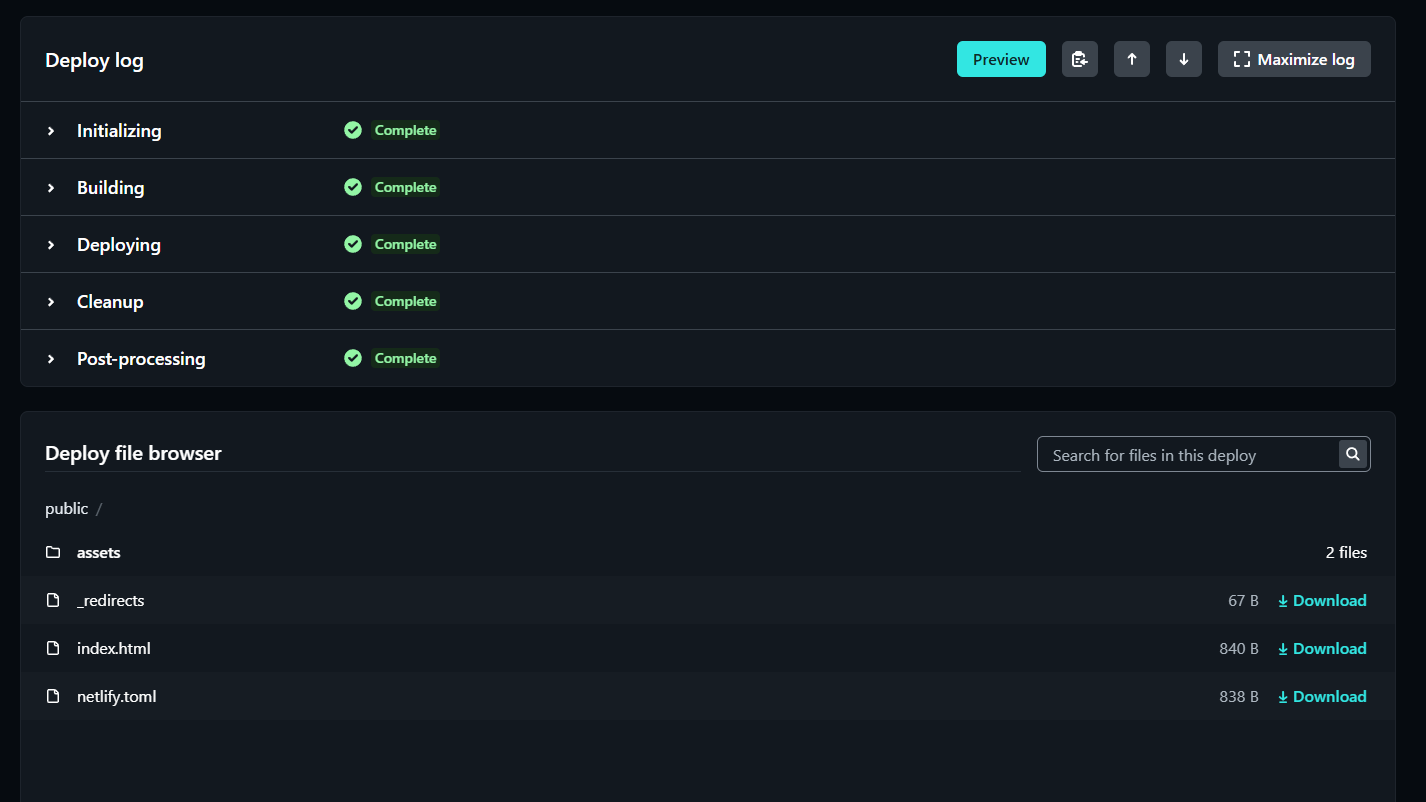 Deploy log
Preview
Maximize log
Initializing Complete
Building Complete
Deploying Complete
Cleanup Complete
Post-processing Complete
Deploy file browser
Search for files in this deploy
public /
assets 2 files
_redirects 67 B Download
index.html 840 B Download
netlify.toml 838 B Download